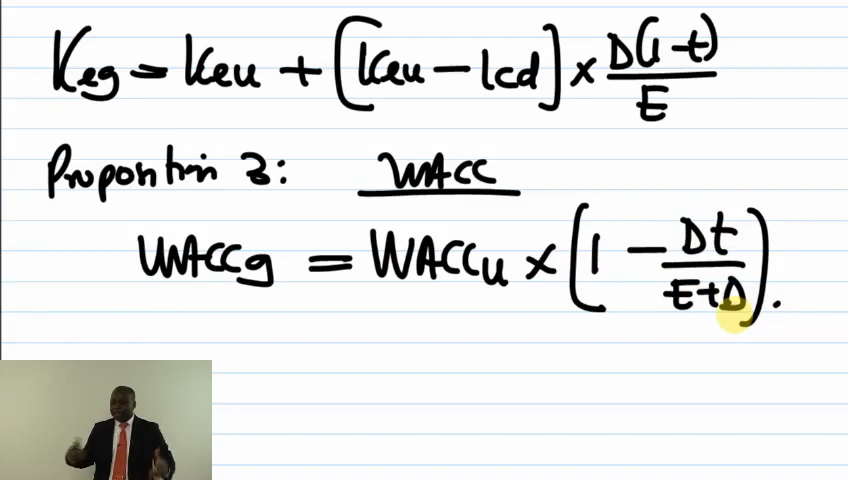 Keg = Keu + [Keu − Kd] × D(1−t)/E
Proposition 3: WACC
WACCg = WACCu × (1 − Dt/E+D).